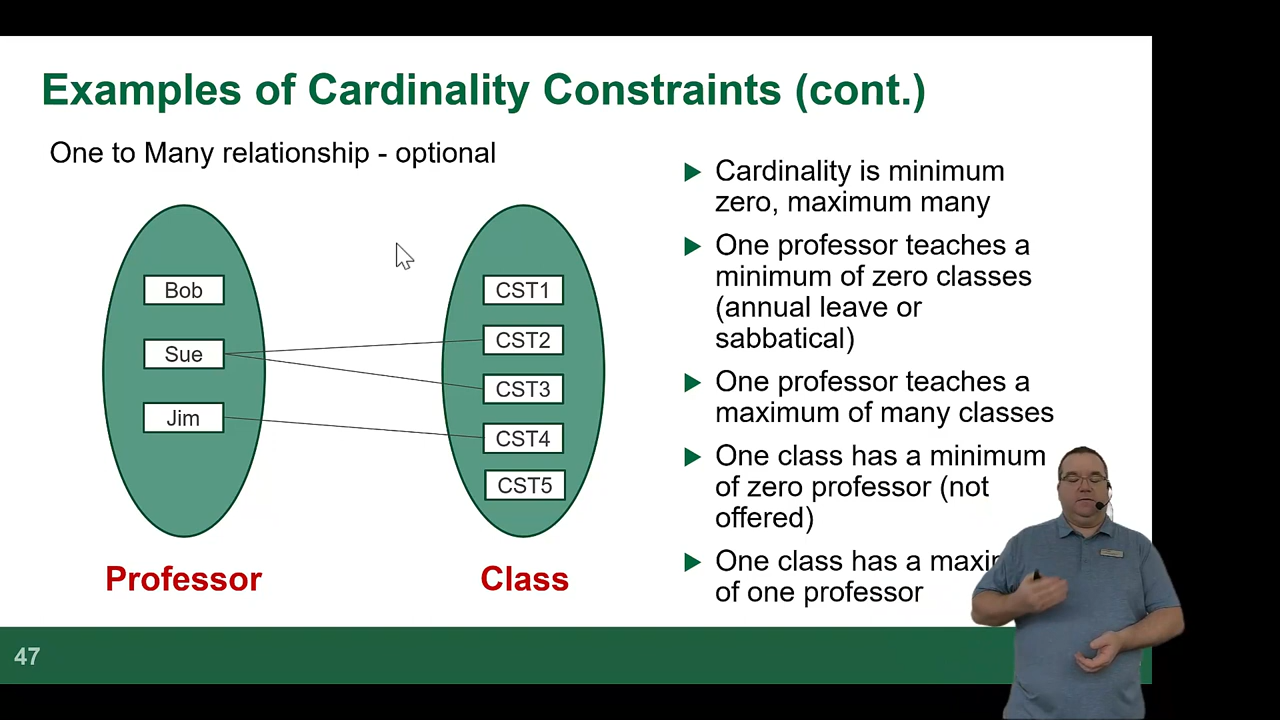 Examples of Cardinality Constraints (cont.)
One to Many relationship - optional
Bob
Sue
Jim
Professor
CST1
CST2
CST3
CST4
CST5
Class
Cardinality is minimum
zero, maximum many
One professor teaches a
minimum of zero classes
(annual leave or
sabbatical)
One professor teaches a
maximum of many classes
One class has a minimum
of zero professor (not
offered)
One class has a
of one professor
47